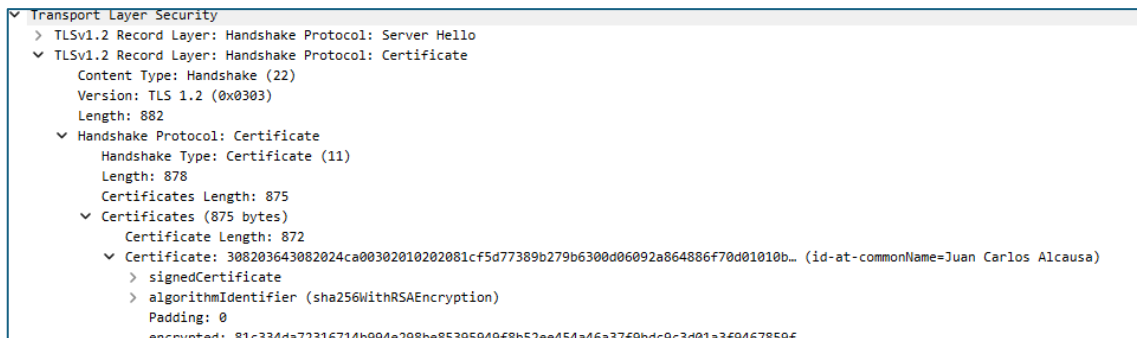 Transport Layer Security
TLSv1.2 Record Layer: Handshake Protocol: Server Hello
TLSv1.2 Record Layer: Handshake Protocol: Certificate
Content Type: Handshake (22)
Version: TLS 1.2 (0x0303)
Length: 882
Handshake Protocol: Certificate
Handshake Type: Certificate (11)
Length: 878
Certificates Length: 875
Certificates (875 bytes)
Certificate Length: 872
Certificate: 308203643082024ca00302010202081cf5d77389b279b6300d06092a864886f70d01010b… (id-at-commonName=Juan Carlos Alcausa)
signedCertificate
algorithmIdentifier (sha256WithRSAEncryption)
Padding: 0
encrypted: